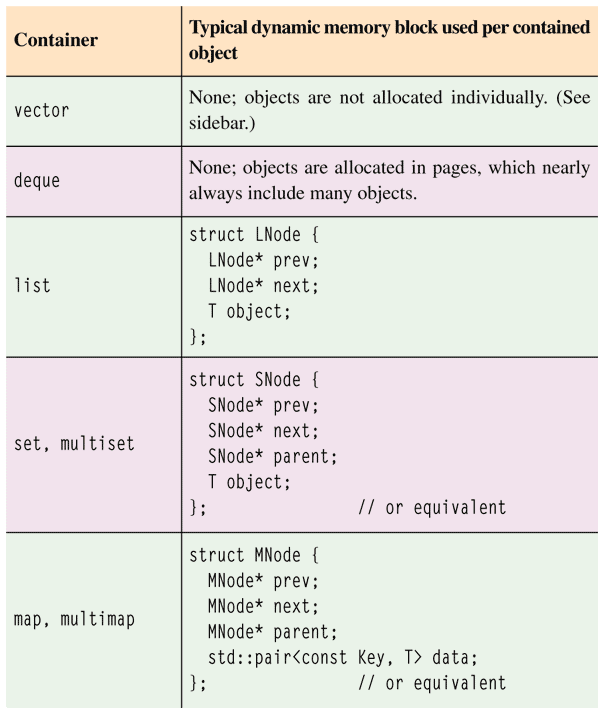 Container
Typical dynamic memory block used per contained
object
vector
None; objects are not allocated individually. (See
sidebar.)
deque
None; objects are allocated in pages, which nearly
always include many objects.
list
struct LNode {
  LNode* prev;
  LNode* next;
  T object;
};
set, multiset
struct SNode {
  SNode* prev;
  SNode* next;
  SNode* parent;
  T object;
};                // or equivalent
map, multimap
struct MNode {
  MNode* prev;
  MNode* next;
  MNode* parent;
  std::pair<const Key, T> data;
};                // or equivalent